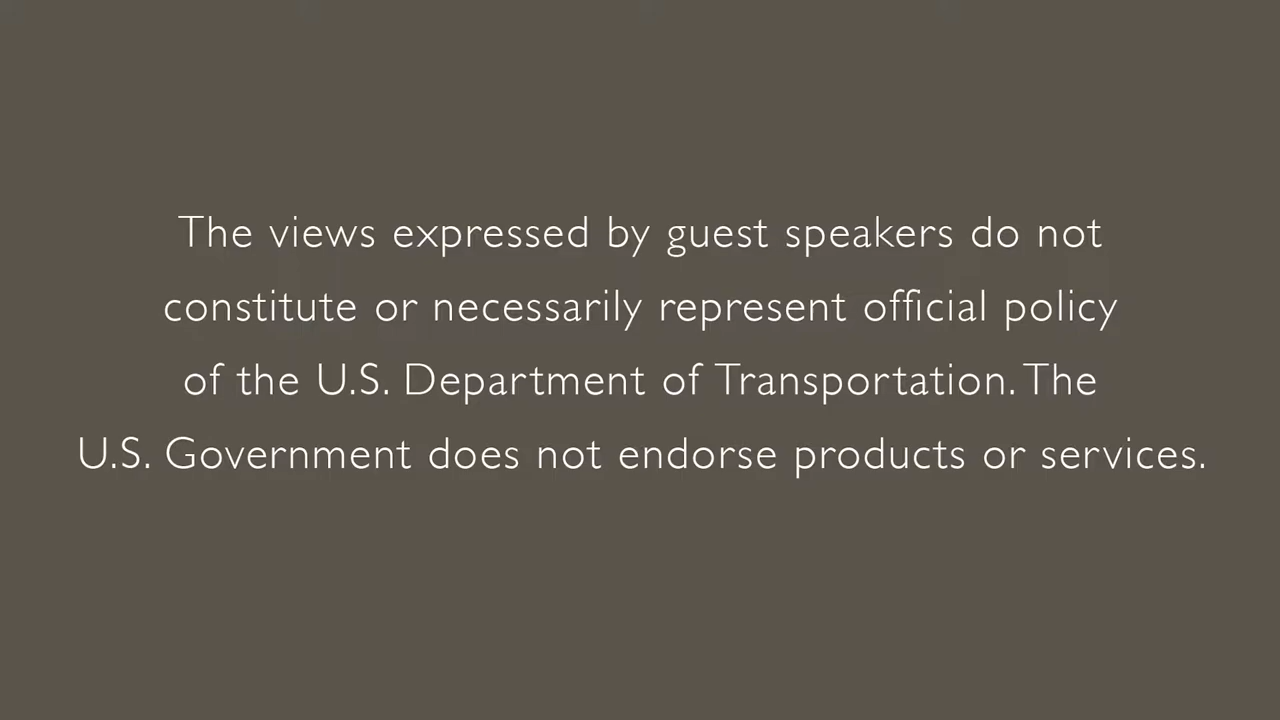 The views expressed by guest speakers do not
constitute or necessarily represent official policy
of the U.S. Department of Transportation. The
U.S. Government does not endorse products or services.